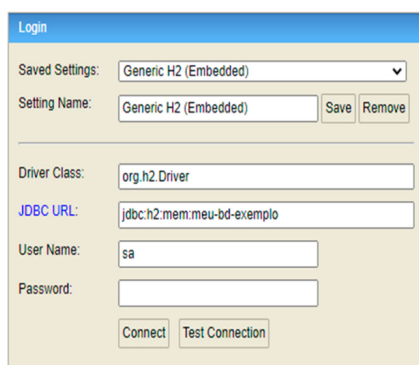 Login
Saved Settings: Generic H2 (Embedded)
Setting Name: Generic H2 (Embedded) Save Remove
Driver Class: org.h2.Driver
JDBC URL: jdbc:h2:mem:meu-bd-exemplo
User Name: sa
Password:
Connect Test Connection